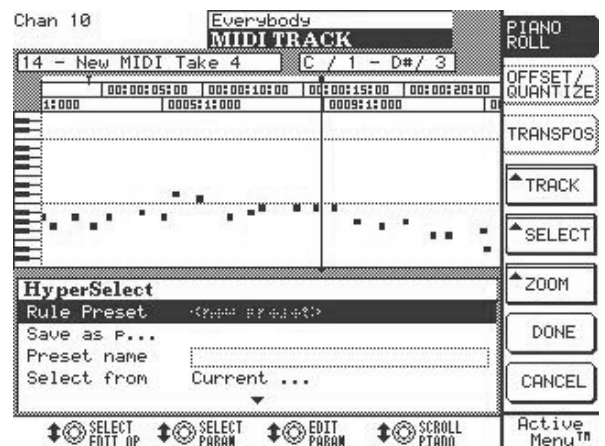 Chan 10
Everybody
MIDI TRACK
14 - New MIDI Take 4
C / 1 - D#/ 3
00:00:05:00 00:00:10:00 00:00:15:00 00:00:20:00
1:000 0005:1:000 0009:1:000
HyperSelect
Rule Preset <new preset>
Save as P...
Preset name
Select from Current ...
SELECT EDIT OP
SELECT PARAM
EDIT PARAM
SCROLL PIANO
PIANO ROLL
OFFSET/ QUANTIZE
TRANSPOS
TRACK
SELECT
ZOOM
DONE
CANCEL
Active Menu™